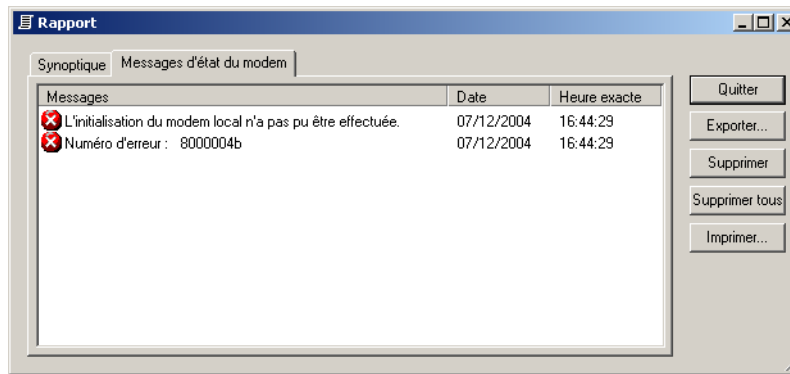 Rapport
Synoptique Messages d'état du modem
Messages Date Heure exacte
L'initialisation du modem local n'a pas pu être effectuée. 07/12/2004 16:44:29
Numéro d'erreur : 8000004b 07/12/2004 16:44:29
Quitter
Exporter...
Supprimer
Supprimer tous
Imprimer...